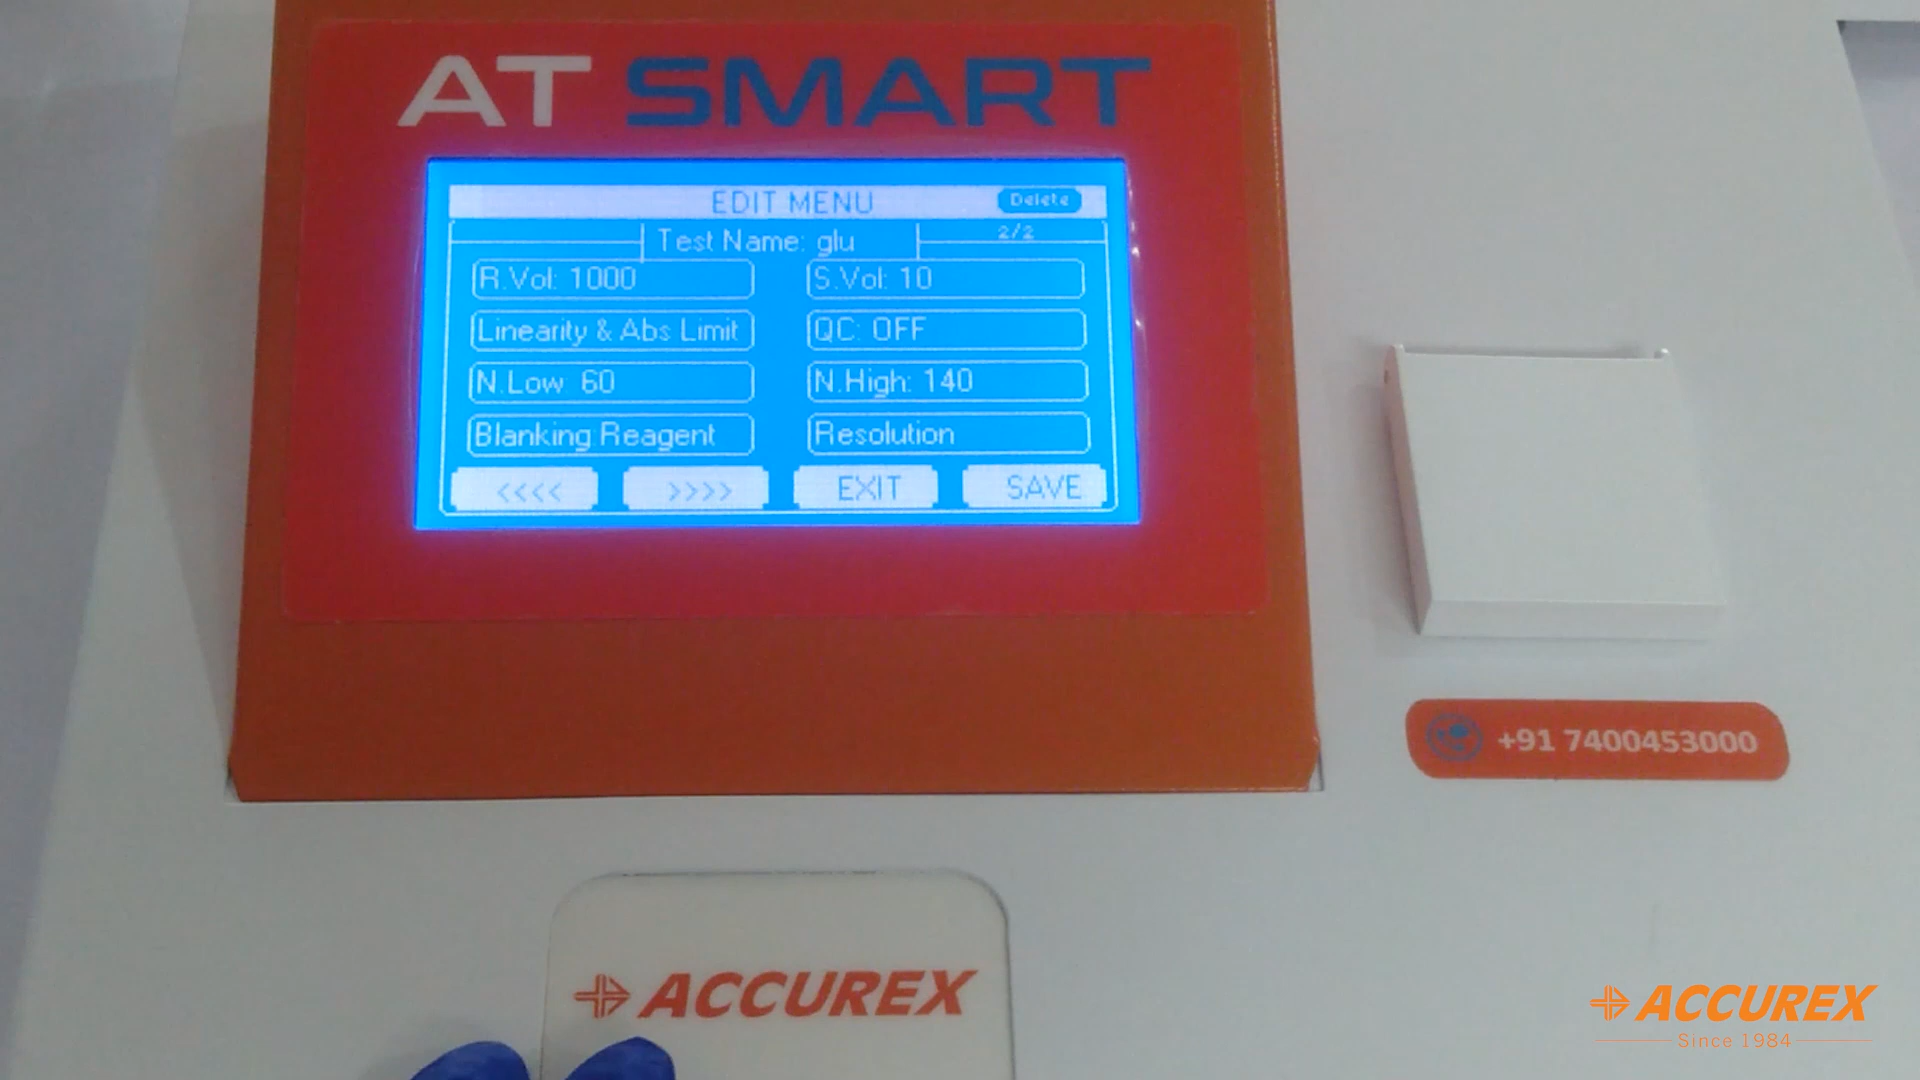 AT SMART
EDIT MENU
Delete
Test Name: glu
2/2
R.Vol: 1000
S.Vol: 10
Linearity & Abs Limit
QC: OFF
N.Low: 60
N.High: 140
Blanking Reagent
Resolution
<<<<
>>>>
EXIT
SAVE
+91 7400453000
ACCUREX
ACCUREX
Since 1984